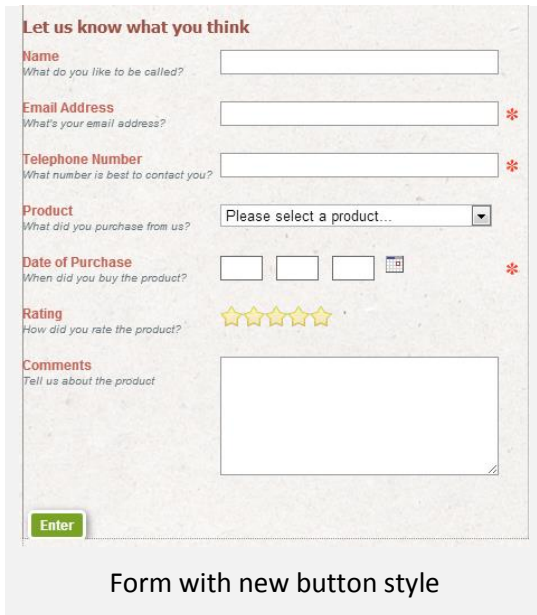 Let us know what you think
Name
What do you like to be called?
Email Address
What's your email address?
*
Telephone Number
What number is best to contact you?
*
Product
What did you purchase from us?
Please select a product...
Date of Purchase
When did you buy the product?
*
Rating
How did you rate the product?
Comments
Tell us about the product
Enter
Form with new button style